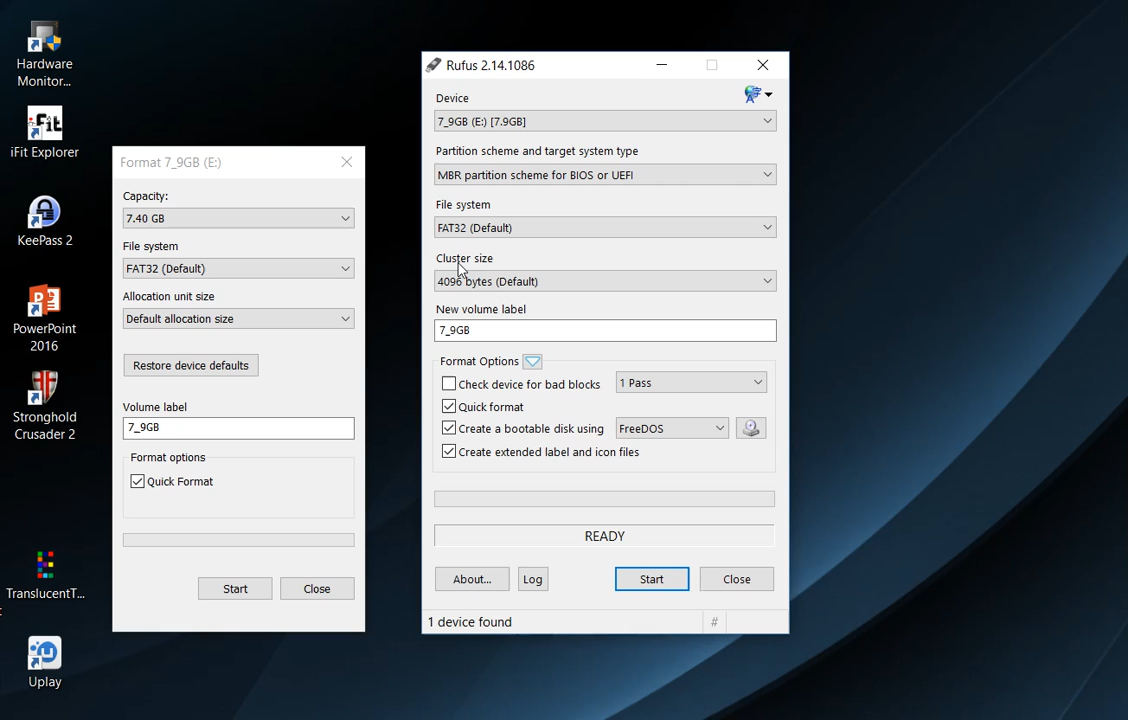 Hardware
Monitor...
iFit
iFit Explorer
KeePass 2
PowerPoint
2016
Stronghold
Crusader 2
TranslucentT...
Uplay
Format 7_9GB (E:)
Capacity:
7.40 GB
File system
FAT32 (Default)
Allocation unit size
Default allocation size
Restore device defaults
Volume label
7_9GB
Format options
Quick Format
Start
Close
Rufus 2.14.1086
Device
7_9GB (E:) [7.9GB]
Partition scheme and target system type
MBR partition scheme for BIOS or UEFI
File system
FAT32 (Default)
Cluster size
4096 bytes (Default)
New volume label
7_9GB
Format Options
Check device for bad blocks
1 Pass
Quick format
Create a bootable disk using
FreeDOS
Create extended label and icon files
READY
About...
Log
Start
Close
1 device found
#